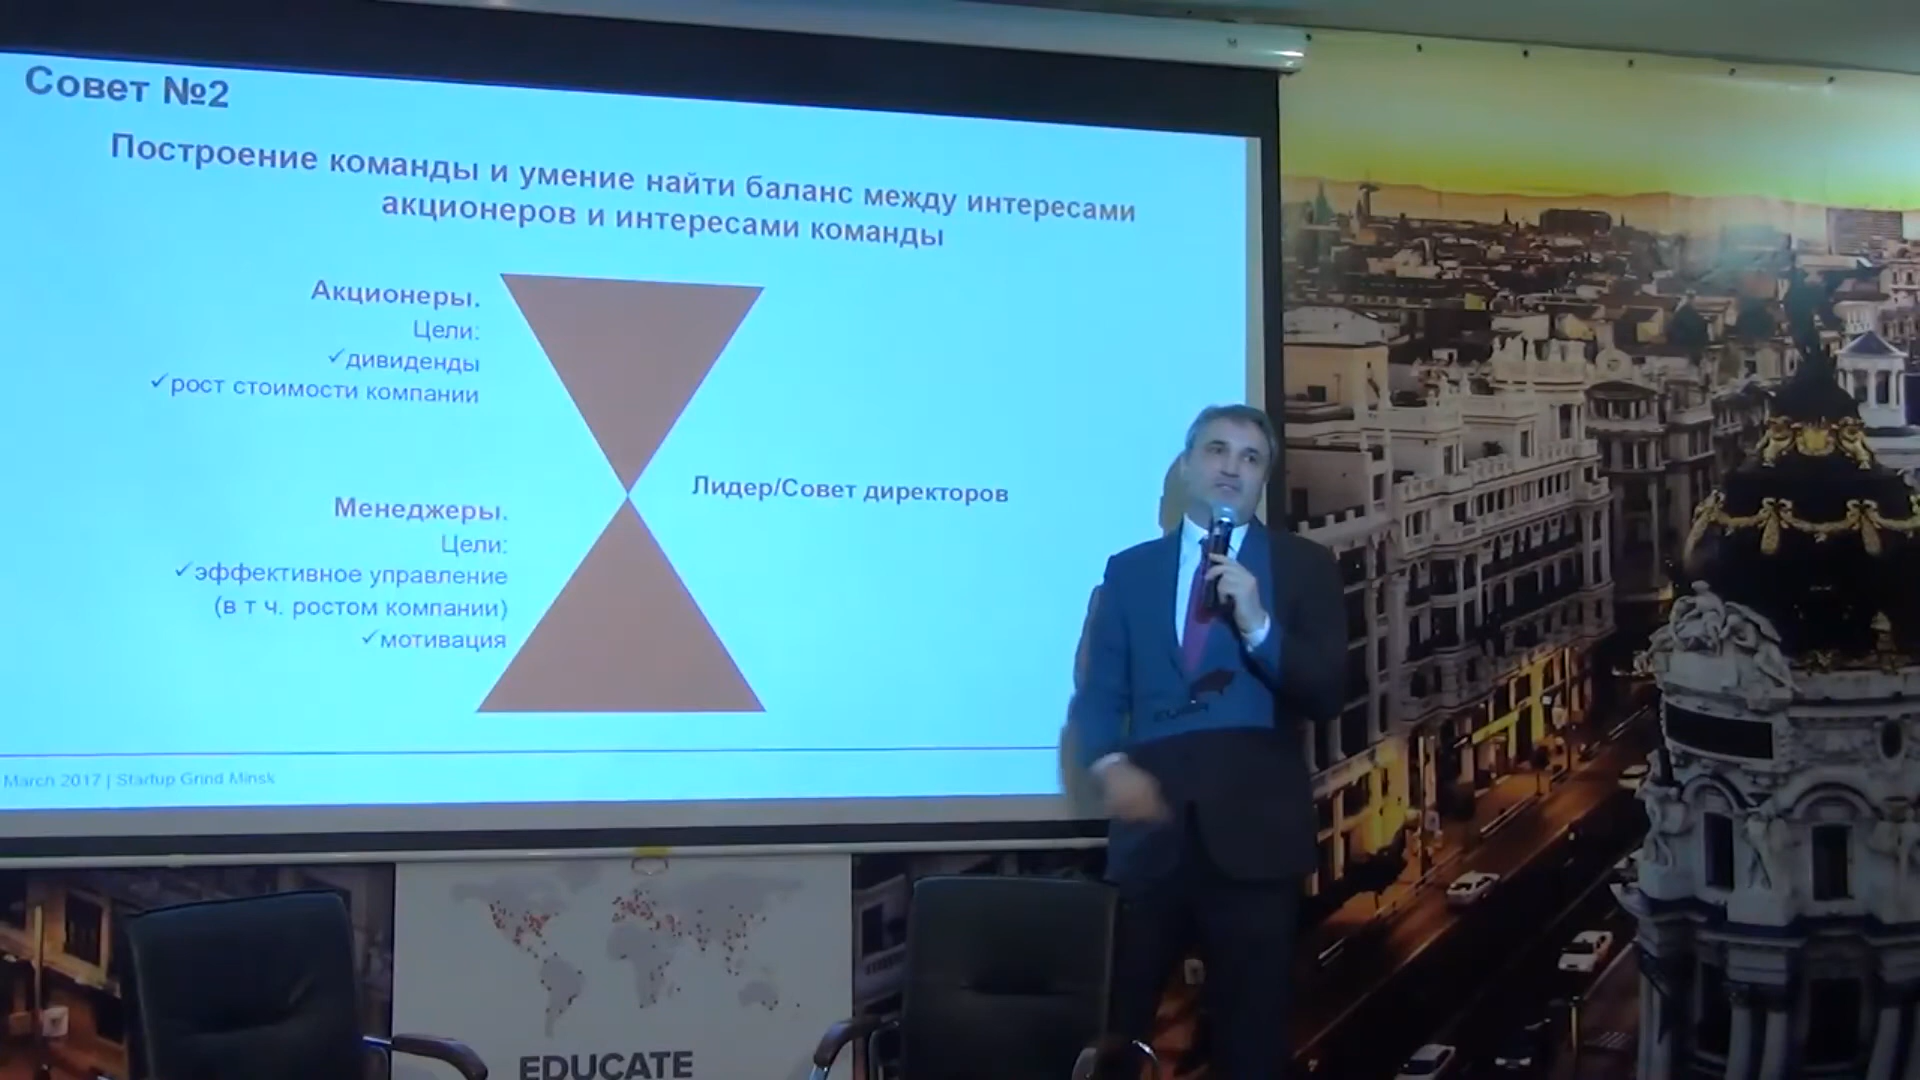 Совет №2
Построение команды и умение найти баланс между интересами
акционеров и интересами команды
Акционеры.
Цели:
✓дивиденды
✓рост стоимости компании
Лидер/Совет директоров
Менеджеры.
Цели:
✓эффективное управление
(в т ч. ростом компании)
✓мотивация
March 2017 | Startup Grind Minsk
EDUCATE